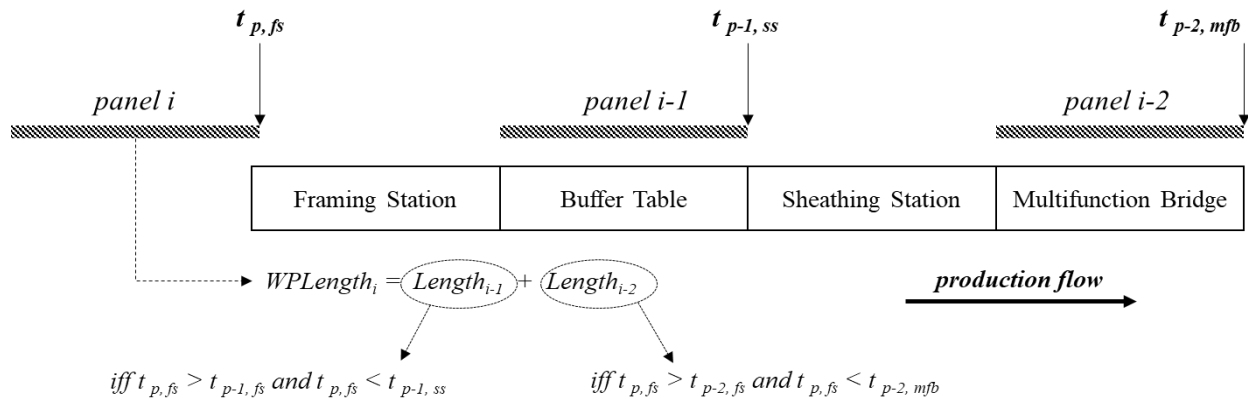 t p, fs t p-1, ss t p-2, mfb
panel i panel i-1 panel i-2
Framing Station Buffer Table Sheathing Station Multifunction Bridge
WPLength i = Length i-1 + Length i-2
production flow
iff t p, fs > t p-1, fs and t p, fs < t p-1, ss
iff t p, fs > t p-2, fs and t p, fs < t p-2, mfb